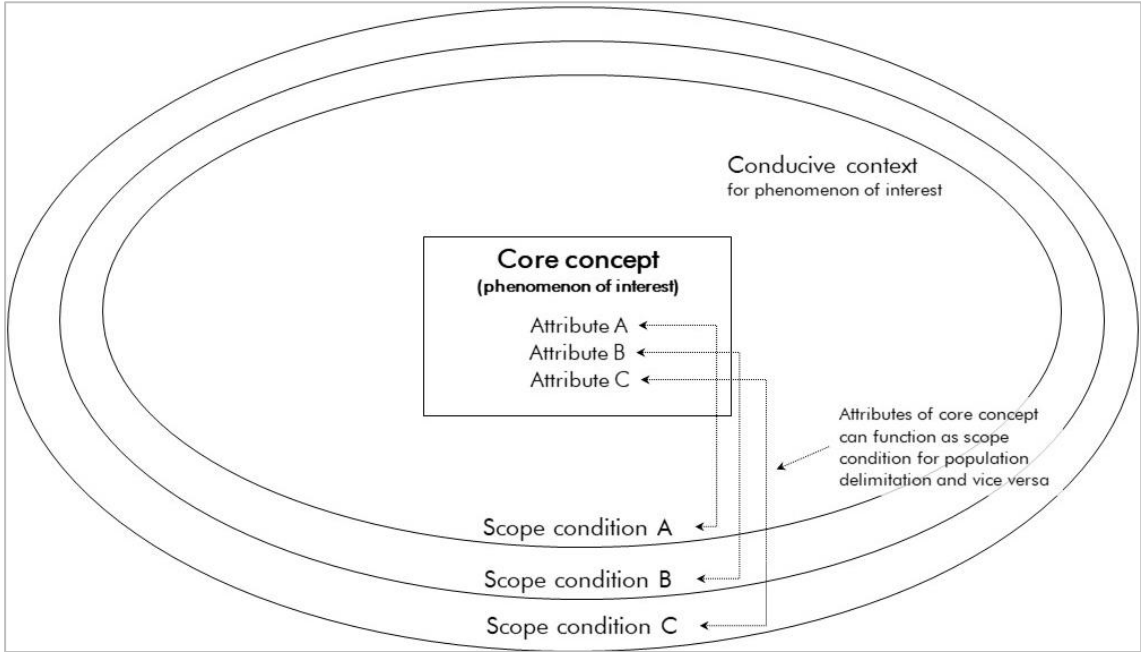 Conducive context
for phenomenon of interest
Core concept
(phenomenon of interest)
Attribute A
Attribute B
Attribute C
Attributes of core concept
can function as scope
condition for population
delimitation and vice versa
Scope condition A
Scope condition B
Scope condition C